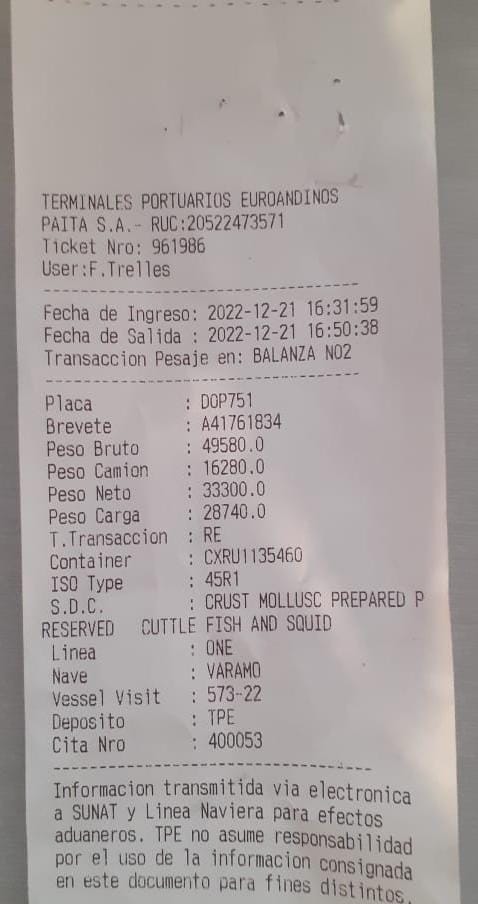 TERMINALES PORTUARIOS EUROANDINOS
PAITA S.A.- RUC:20522473571
Ticket Nro: 961986
User:F.Trelles
Fecha de Ingreso: 2022-12-21 16:31:59
Fecha de Salida : 2022-12-21 16:50:38
Transaccion Pesaje en: BALANZA NO2
Placa : DOP751
Brevete : A41761834
Peso Bruto : 49580.0
Peso Camion : 16280.0
Peso Neto : 33300.0
Peso Carga : 28740.0
T.Transaccion : RE
Container : CXRU1135460
ISO Type : 45R1
S.D.C. : CRUST MOLLUSC PREPARED P
RESERVED CUTTLE FISH AND SQUID
Linea : ONE
Nave : VARAMO
Vessel Visit : 573-22
Deposito : TPE
Cita Nro : 400053
Informacion transmitida via electronica
a SUNAT y Linea Naviera para efectos
aduaneros. TPE no asume responsabilidad
por el uso de la informacion consignada
en este documento para fines distintos.